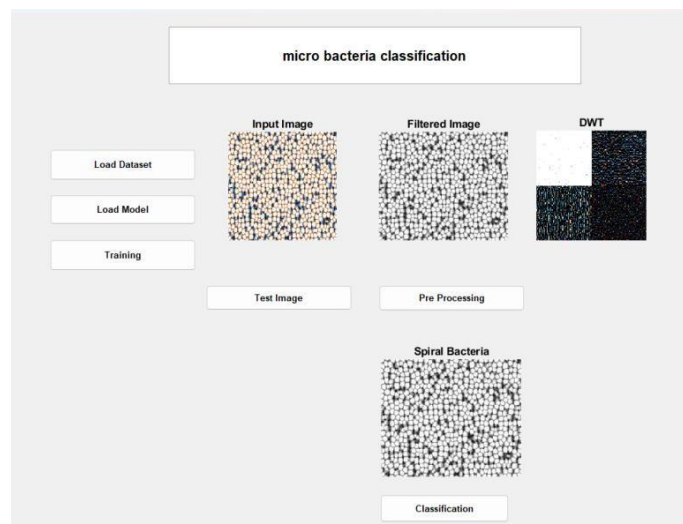 micro bacteria classification
Input Image
Filtered Image
DWT
Load Dataset
Load Model
Training
Test Image
Pre Processing
Spiral Bacteria
Classification